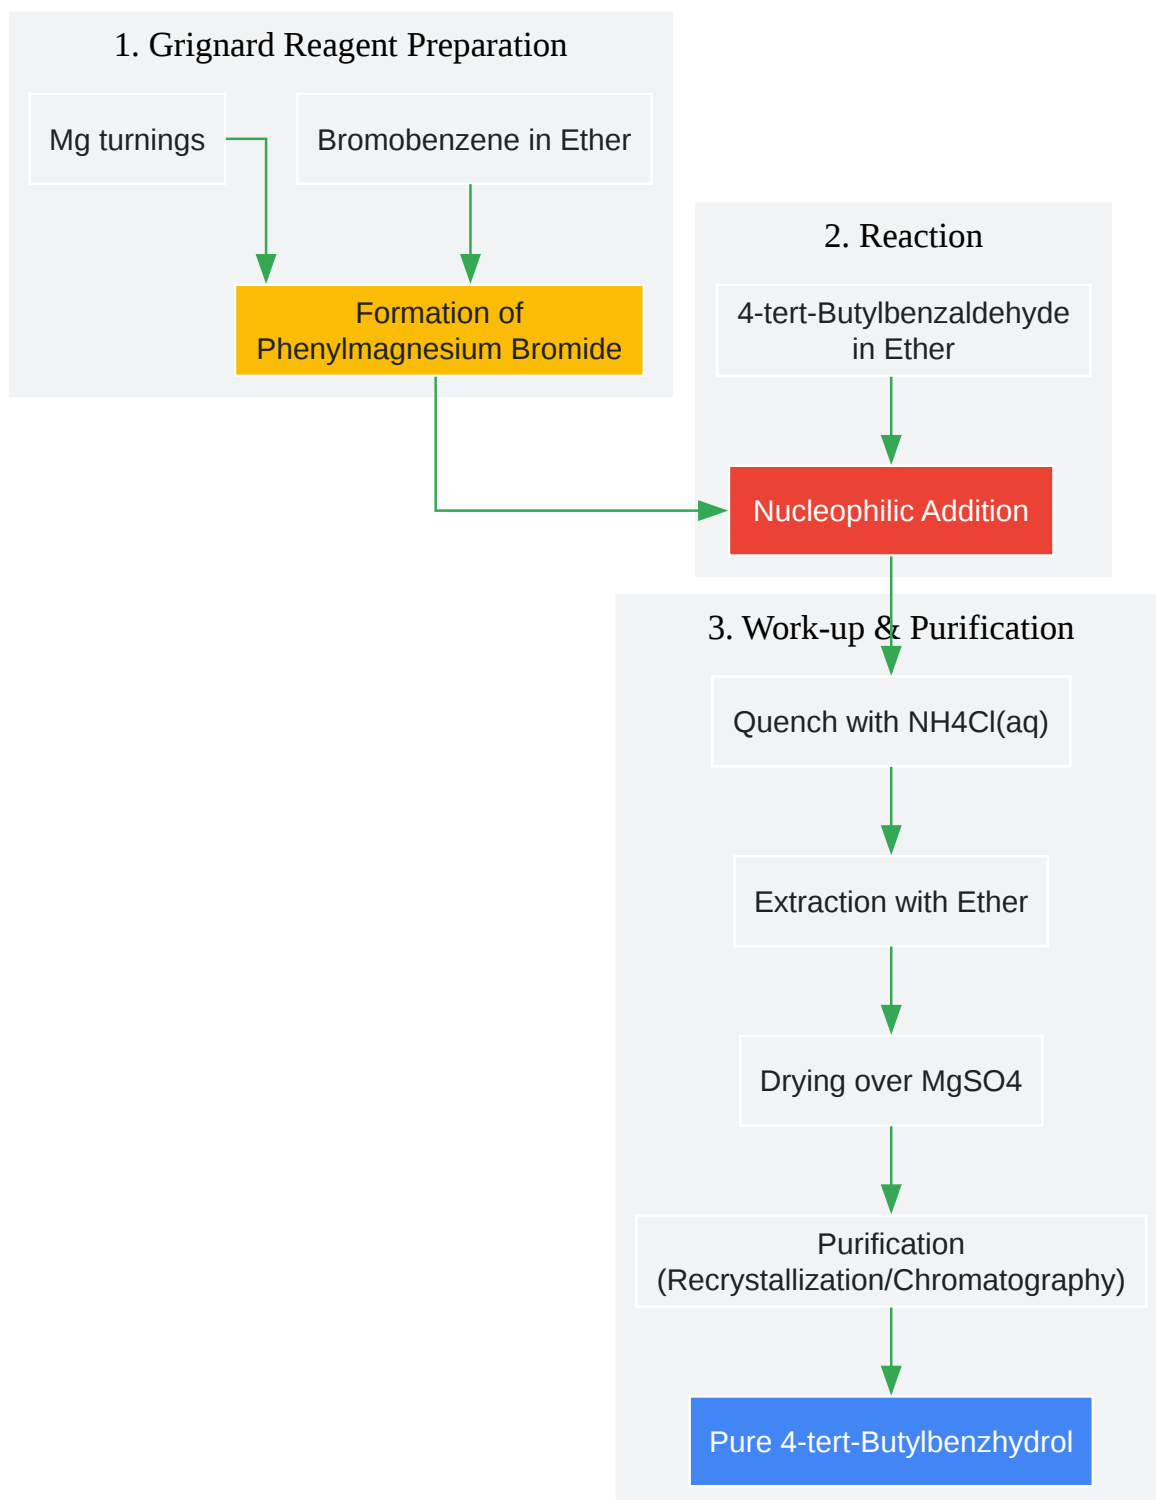 1. Grignard Reagent Preparation
Mg turnings
Bromobenzene in Ether
Formation of
Phenylmagnesium Bromide
2. Reaction
4-tert-Butylbenzaldehyde
in Ether
Nucleophilic Addition
3. Work-up & Purification
Quench with NH4Cl(aq)
Extraction with Ether
Drying over MgSO4
Purification
(Recrystallization/Chromatography)
Pure 4-tert-Butylbenzhydrol